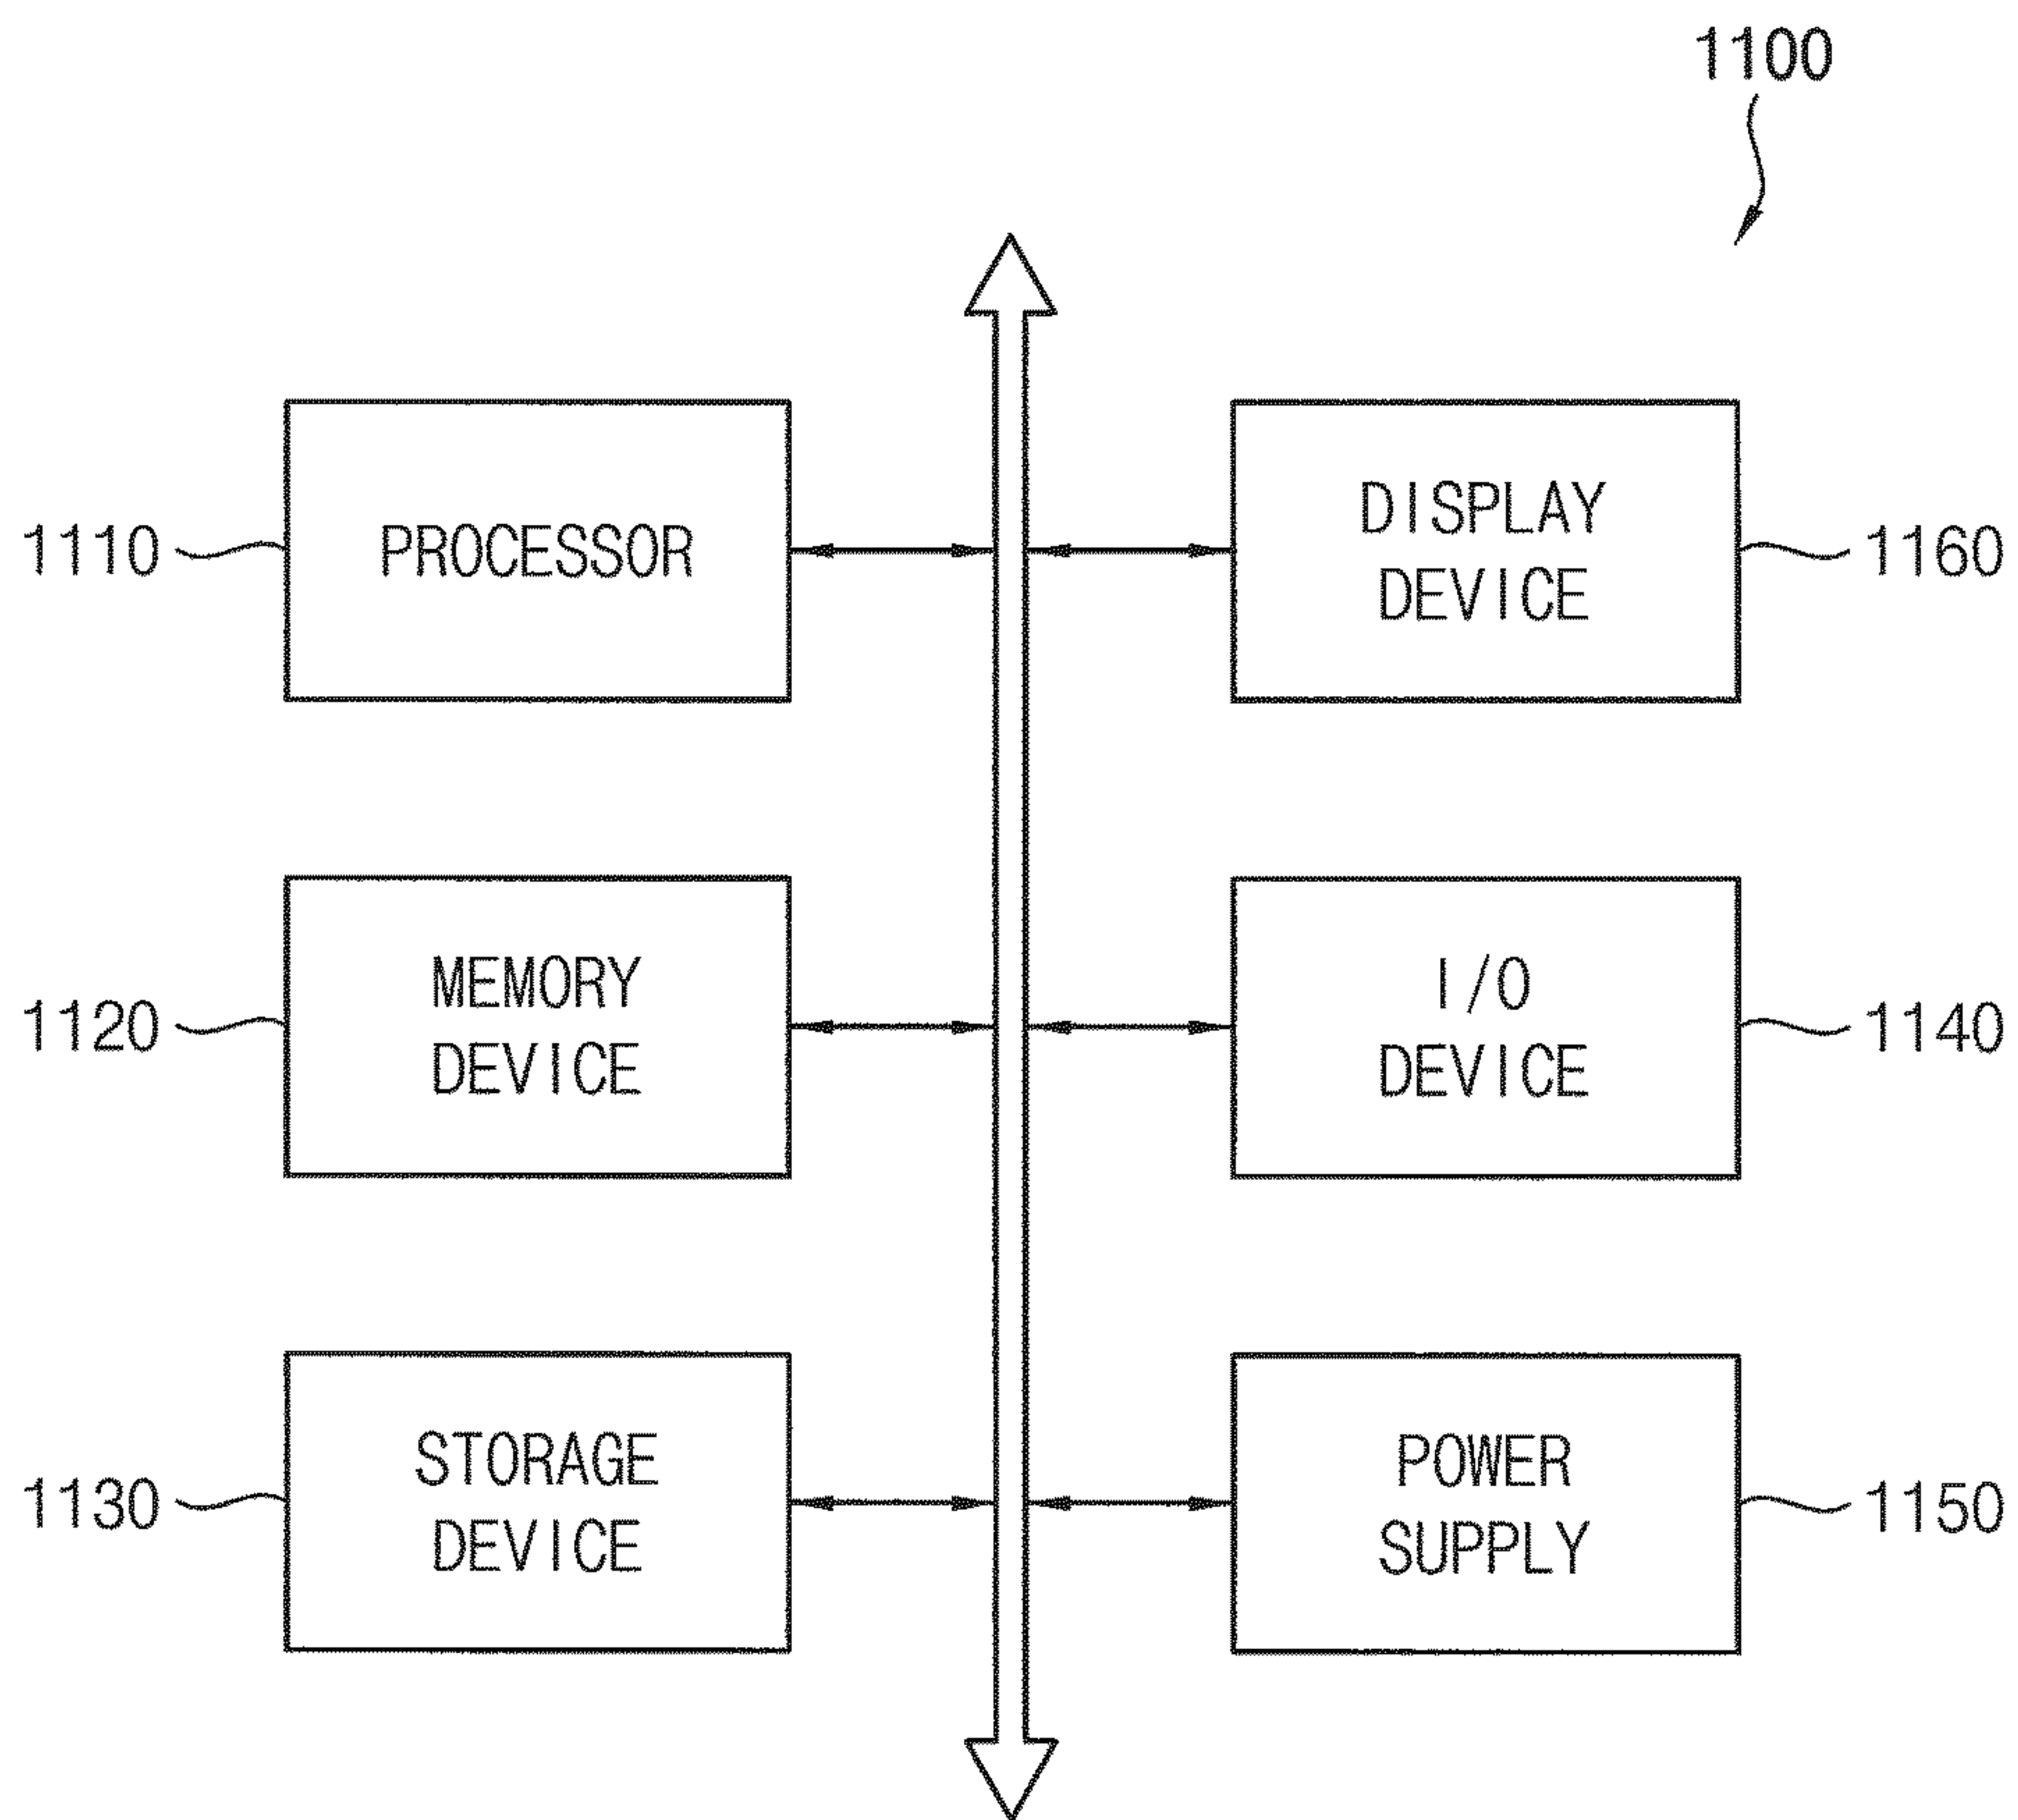 1100
1110
PROCESSOR
DISPLAY
DEVICE
1160
1120
MEMORY
DEVICE
I/O
DEVICE
1140
1130
STORAGE
DEVICE
POWER
SUPPLY
1150